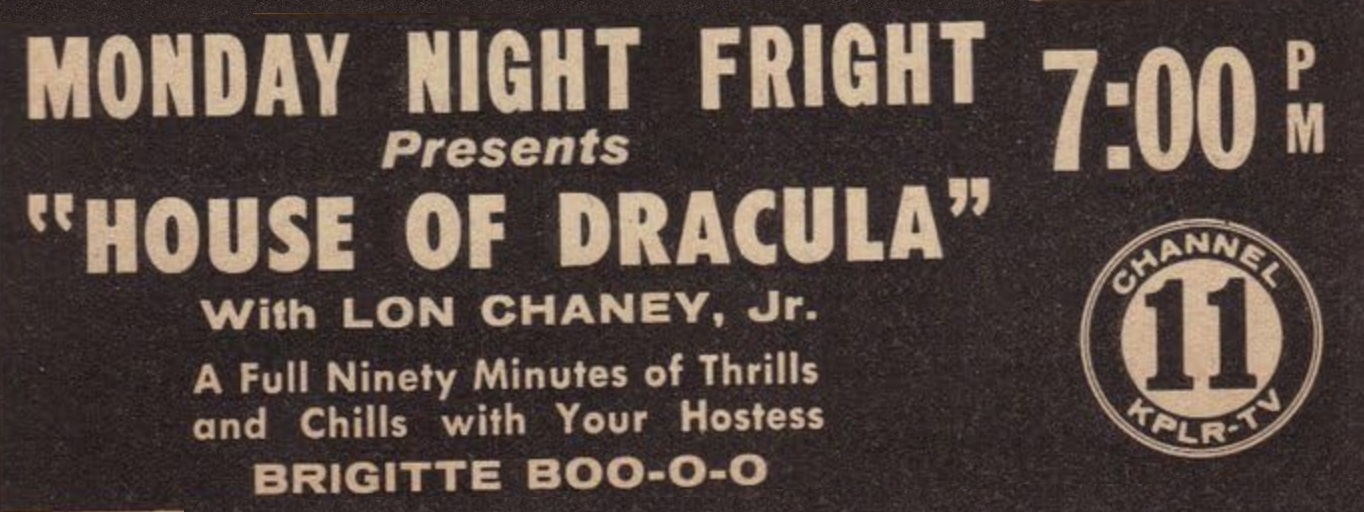 MONDAY NIGHT FRIGHT
Presents
"HOUSE OF DRACULA"
With LON CHANEY, Jr.
A Full Ninety Minutes of Thrills
and Chills with Your Hostess
BRIGITTE BOO-O-O
7:00 PM
CHANNEL
11
KPLR-TV